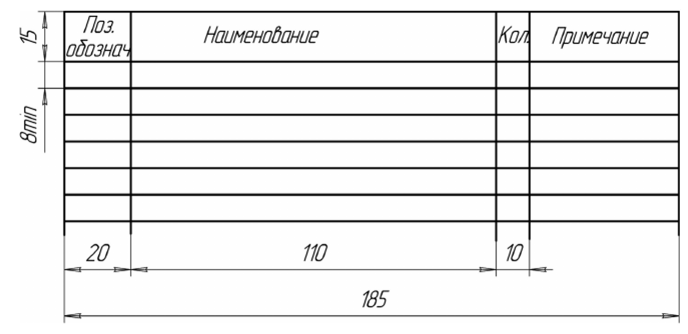 15
Поз.
обознач.
Наименование
Кол.
Примечание
8min
20
110
10
185